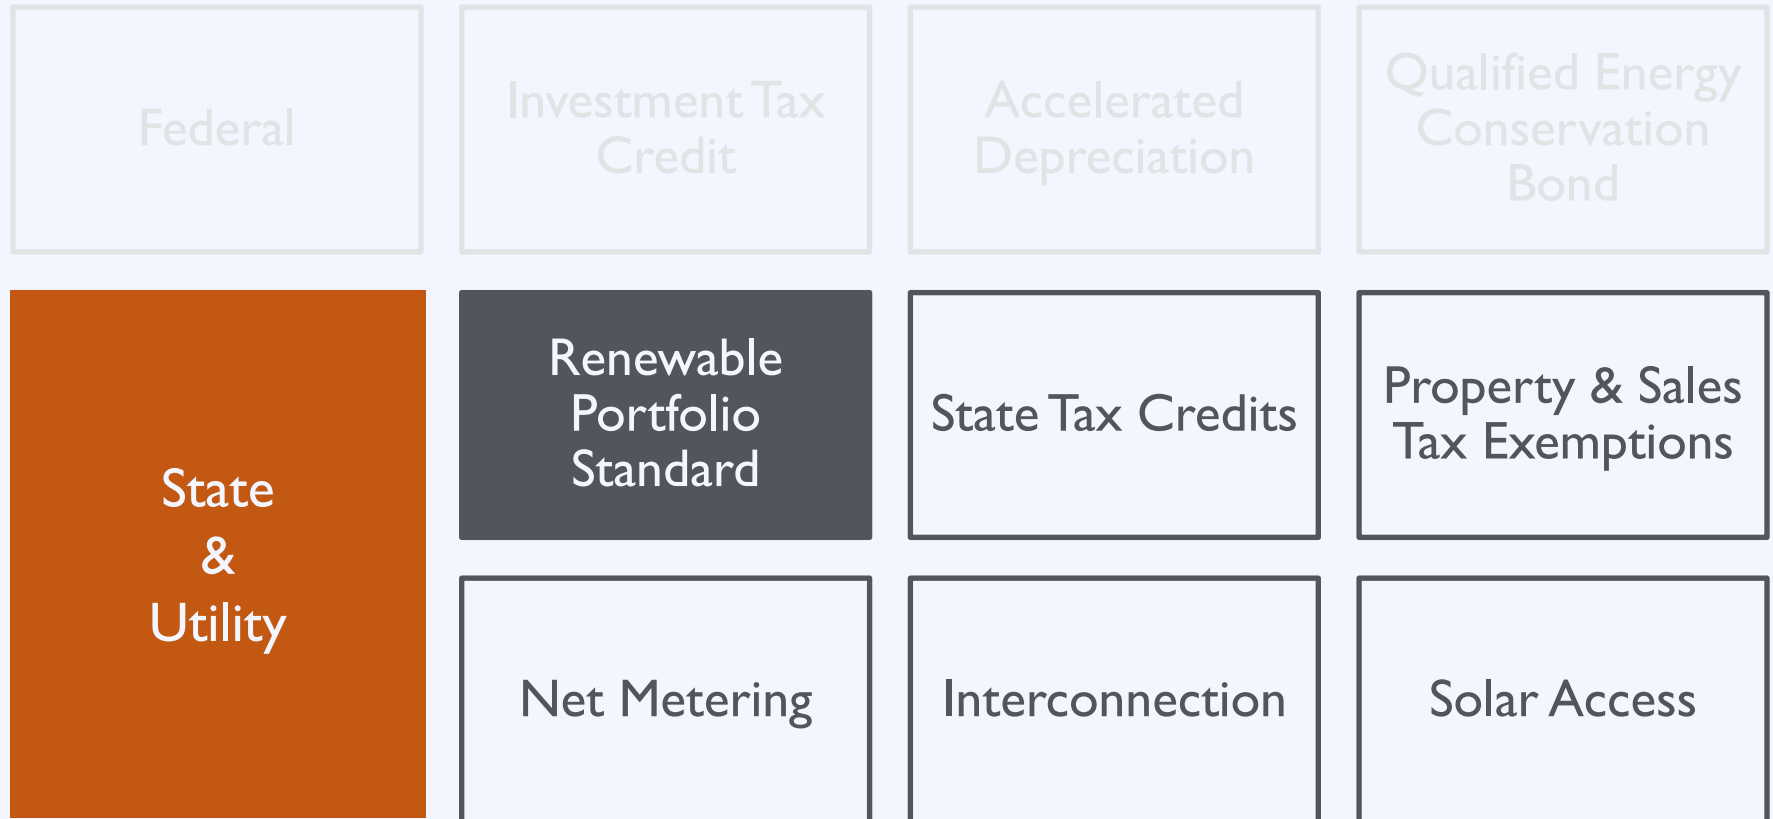 Federal
Investment Tax
Credit
Accelerated
Depreciation
Qualified Energy
Conservation
Bond
State
&
Utility
Renewable
Portfolio
Standard
State Tax Credits
Property & Sales
Tax Exemptions
Net Metering
Interconnection
Solar Access